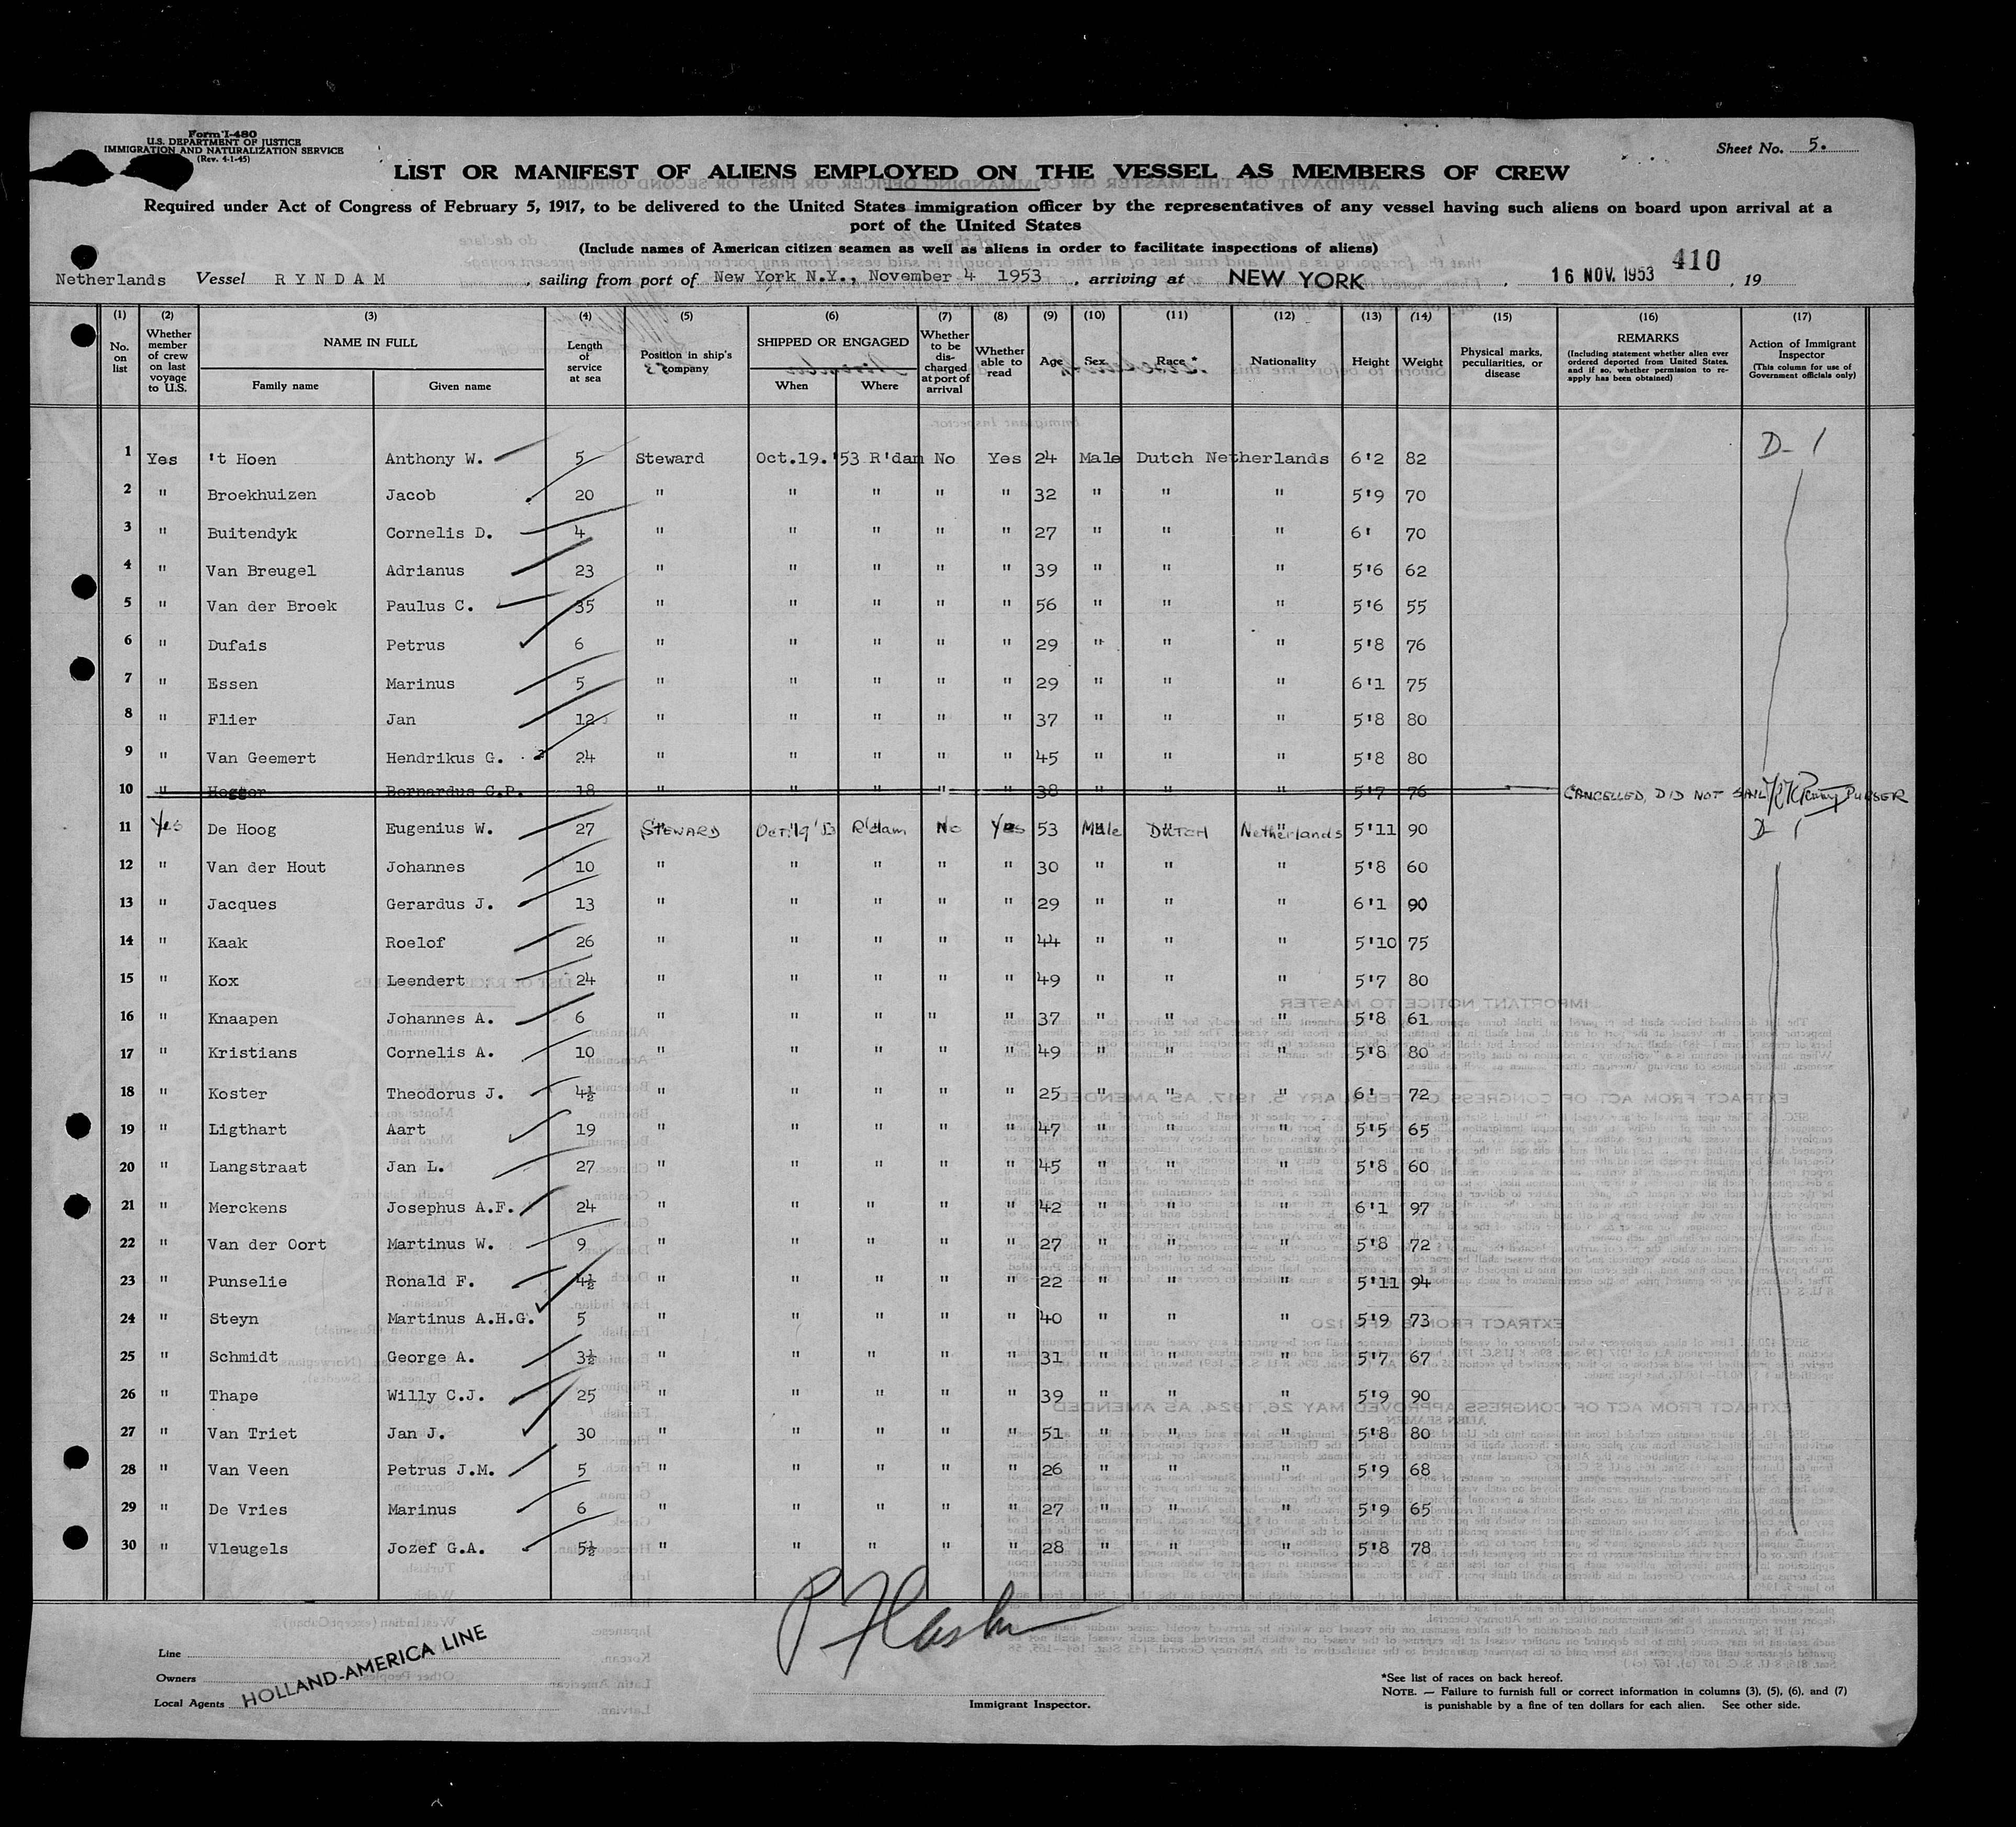 Form I-480
U.S. DEPARTMENT OF JUSTICE
IMMIGRATION AND NATURALIZATION SERVICE
(Rev. 4-1-45)
Sheet No. 5.
LIST OR MANIFEST OF ALIENS EMPLOYED ON THE VESSEL AS MEMBERS OF CREW
Required under Act of Congress of February 5, 1917, to be delivered to the United States immigration officer by the representatives of any vessel having such aliens on board upon arrival at a
port of the United States
(Include names of American citizen seamen as well as aliens in order to facilitate inspections of aliens)
410
Netherlands Vessel RYNDAM, sailing from port of New York N.Y., November 4 1953, arriving at NEW YORK, 16 NOV. 1953, 19
(1) No. on list
(2) Whether member of crew on last voyage to U.S.
(3) NAME IN FULL Family name Given name
(4) Length of service at sea
(5) Position in ship's company
(6) SHIPPED OR ENGAGED When Where
(7) Whether to be discharged at port of arrival
(8) Whether able to read
(9) Age
(10) Sex
(11) Race *
(12) Nationality
(13) Height
(14) Weight
(15) Physical marks, peculiarities, or disease
(16) REMARKS (Including statement whether alien ever ordered deported from United States, and if so, whether permission to re-apply has been obtained)
(17) Action of Immigrant Inspector (This column for use of Government officials only)
1 Yes 't Hoen Anthony W. 5 Steward Oct.19.'53 R'dam No Yes 24 Male Dutch Netherlands 6'2 82 D-1
2 " Broekhuizen Jacob 20 " " " " " 32 " " " 5'9 70
3 " Buitendyk Cornelis D. 4 " " " " " 27 " " " 6' 70
4 " Van Breugel Adrianus 23 " " " " " 39 " " " 5'6 62
5 " Van der Broek Paulus C. 35 " " " " " 56 " " " 5'6 55
6 " Dufais Petrus 6 " " " " " 29 " " " 5'8 76
7 " Essen Marinus 5 " " " " " 29 " " " 6'1 75
8 " Flier Jan 12 " " " " " 37 " " " 5'8 80
9 " Van Geemert Hendrikus G. 24 " " " " " 45 " " " 5'8 80
10 " Hegger Bernardus G.P. 18 " " " " " 38 " " " 5'7 76 CANCELLED, DID NOT SAIL PURSER
11 Yes De Hoog Eugenius W. 27 STEWARD Oct. 19'53 R'dam No Yes 53 Male DUTCH Netherlands 5'11 90 D-1
12 " Van der Hout Johannes 10 " " " " " 30 " " " 5'8 60
13 " Jacques Gerardus J. 13 " " " " " 29 " " " 6'1 90
14 " Kaak Roelof 26 " " " " " 44 " " " 5'10 75
15 " Kox Leendert 24 " " " " " 49 " " " 5'7 80
16 " Knaapen Johannes A. 6 " " " " " 37 " " " 5'8 61
17 " Kristians Cornelis A. 10 " " " " " 49 " " " 5'8 80
18 " Koster Theodorus J. 4½ " " " " " 25 " " " 6' 72
19 " Ligthart Aart 19 " " " " " 47 " " " 5'5 65
20 " Langstraat Jan L. 27 " " " " " 45 " " " 5'8 60
21 " Merckens Josephus A.F. 24 " " " " " 42 " " " 6'1 97
22 " Van der Oort Martinus W. 9 " " " " " 27 " " " 5'8 72
23 " Punselie Ronald F. 4½ " " " " " 22 " " " 5'11 94
24 " Steyn Martinus A.H.G. 5 " " " " " 40 " " " 5'9 73
25 " Schmidt George A. 3½ " " " " " 31 " " " 5'7 67
26 " Thape Willy C.J. 25 " " " " " 39 " " " 5'9 90
27 " Van Triet Jan J. 30 " " " " " 51 " " " 5'8 80
28 " Van Veen Petrus J.M. 5 " " " " " 26 " " " 5'9 68
29 " De Vries Marinus 6 " " " " " 27 " " " 5'9 65
30 " Vleugels Jozef G.A. 5½ " " " " " 28 " " " 5'8 78
Line
Owners
Local Agents
HOLLAND-AMERICA LINE
Immigrant Inspector.
*See list of races on back hereof.
NOTE. — Failure to furnish full or correct information in columns (3), (5), (6), and (7)
is punishable by a fine of ten dollars for each alien. See other side.